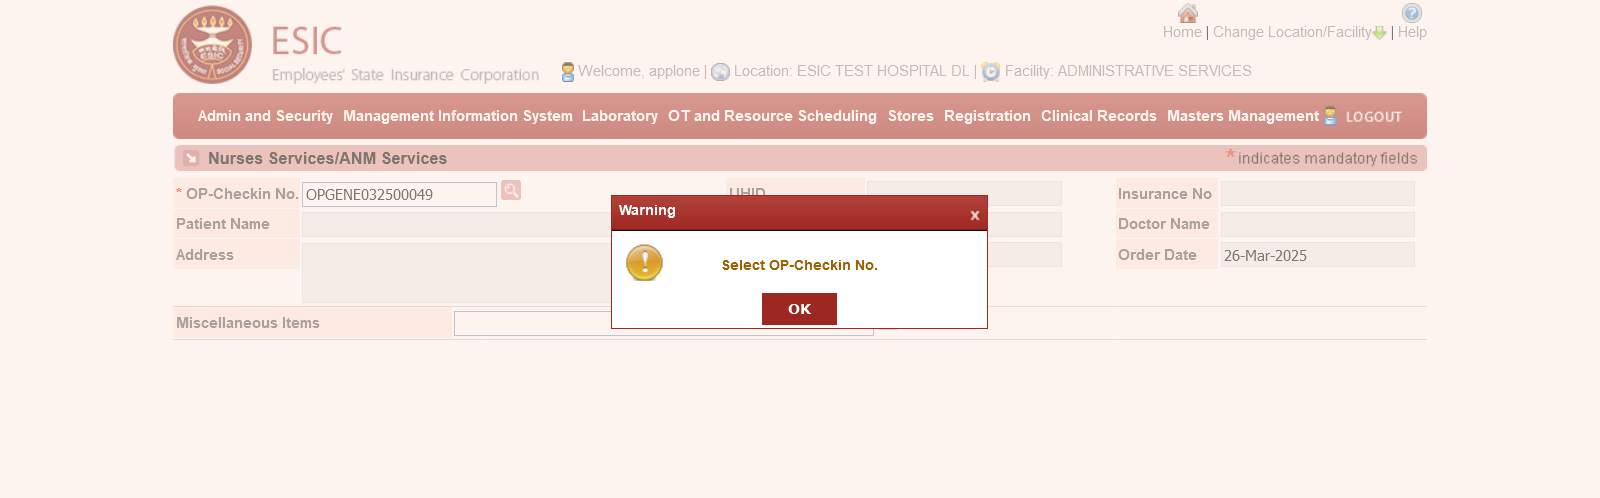 ESIC
Employees' State Insurance Corporation
Home | Change Location/Facility | Help
Welcome, applone | Location: ESIC TEST HOSPITAL DL | Facility: ADMINISTRATIVE SERVICES
Admin and Security Management Information System Laboratory OT and Resource Scheduling Stores Registration Clinical Records Masters Management LOGOUT
Nurses Services/ANM Services
* indicates mandatory fields
* OP-Checkin No. OPGENE032500049
UHID
Insurance No
Patient Name
Doctor Name
Address
Order Date 26-Mar-2025
Miscellaneous Items
Warning
x
Select OP-Checkin No.
OK